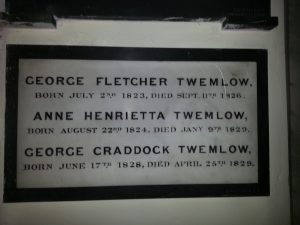 GEORGE FLETCHER TWEMLOW,
BORN JULY 2ND 1823, DIED SEPT. 11TH 1826.
ANNE HENRIETTA TWEMLOW,
BORN AUGUST 22ND 1824, DIED JANY 9TH 1829.
GEORGE CRADDOCK TWEMLOW,
BORN JUNE 17TH 1828, DIED APRIL 25TH 1829.